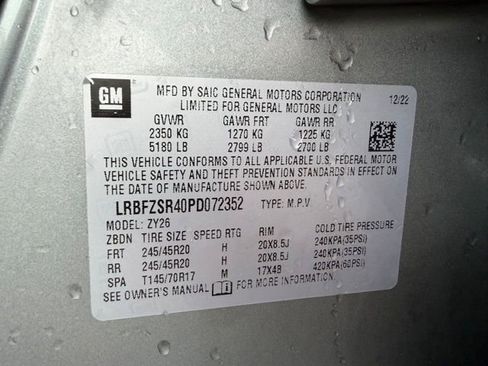 GM
MFD BY SAIC GENERAL MOTORS CORPORATION 12/22
LIMITED FOR GENERAL MOTORS LLC
GVWR GAWR FRT GAWR RR
2350 KG 1270 KG 1225 KG
5180 LB 2799 LB 2700 LB
THIS VEHICLE CONFORMS TO ALL APPLICABLE U.S. FEDERAL MOTOR
VEHICLE SAFETY AND THEFT PREVENTION STANDARDS IN EFFECT ON
THE DATE OF MANUFACTURE SHOWN ABOVE.
LRBFZSR40PD072352 TYPE: M.P.V
MODEL: ZY26
ZBDN TIRE SIZE SPEED RTG RIM COLD TIRE PRESSURE
FRT 245/45R20 H 20X8.5J 240KPA(35PSI)
RR 245/45R20 H 20X8.5J 240KPA(35PSI)
SPA T145/70R17 M 17X4B 420KPA(60PSI)
SEE OWNER'S MANUAL FOR MORE INFORMATION.